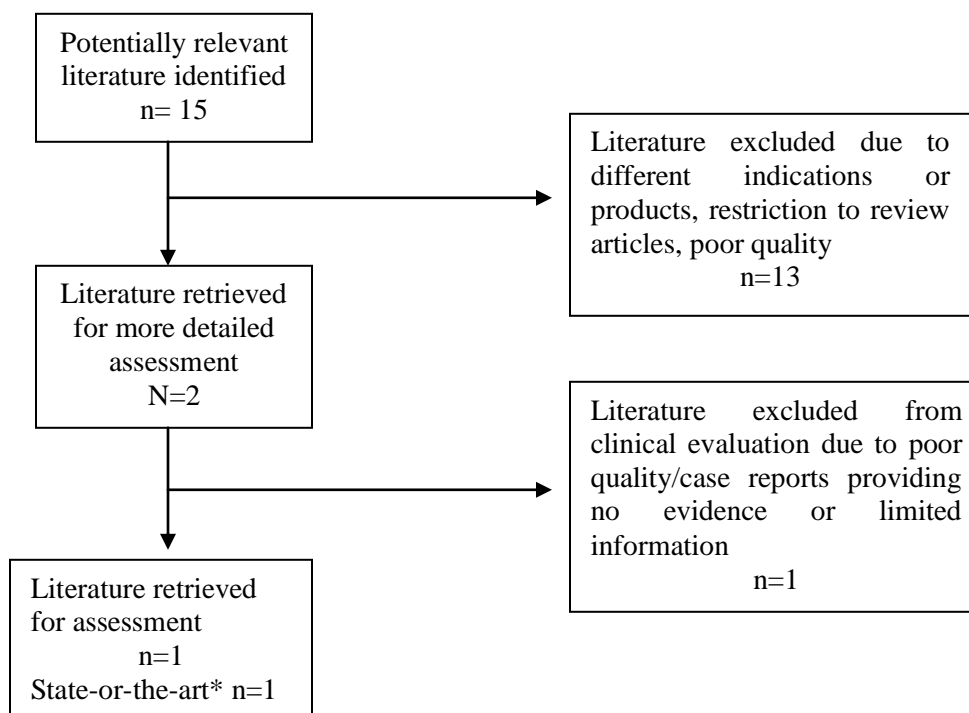 Potentially relevant
literature identified
n= 15
Literature excluded due to
different indications or
products, restriction to review
articles, poor quality
n=13
Literature retrieved
for more detailed
assessment
N=2
Literature excluded from
clinical evaluation due to poor
quality/case reports providing
no evidence or limited
information
n=1
Literature retrieved
for assessment
n=1
State-or-the-art* n=1